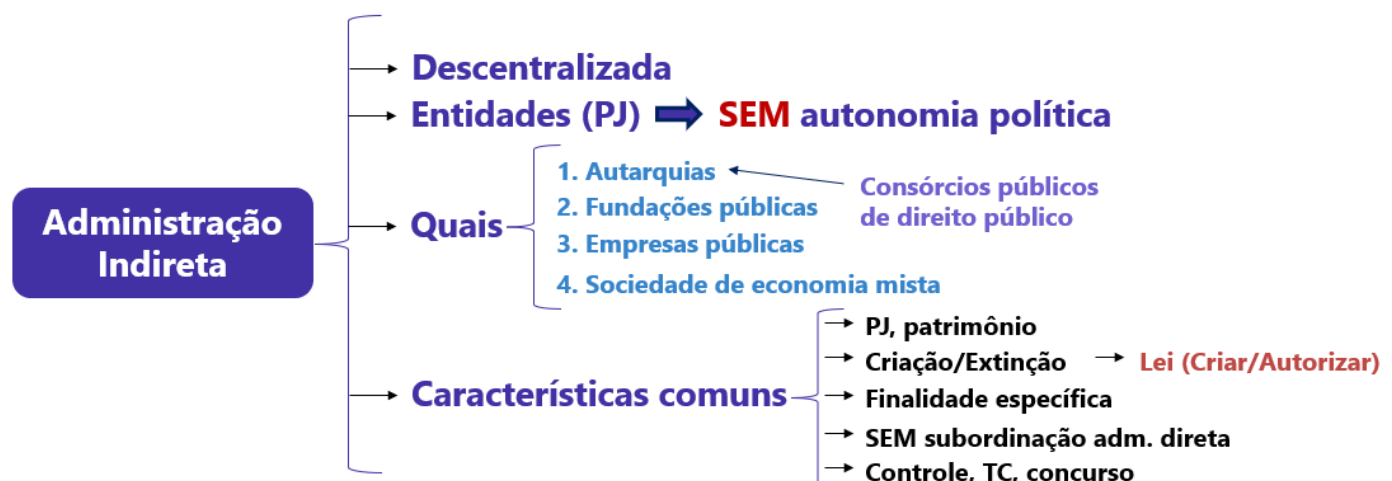 Administração
Indireta
Descentralizada
Entidades (PJ) SEM autonomia política
Quais
1. Autarquias
2. Fundações públicas
3. Empresas públicas
4. Sociedade de economia mista
Consórcios públicos
de direito público
Características comuns
PJ, patrimônio
Criação/Extinção Lei (Criar/Autorizar)
Finalidade específica
SEM subordinação adm. direta
Controle, TC, concurso